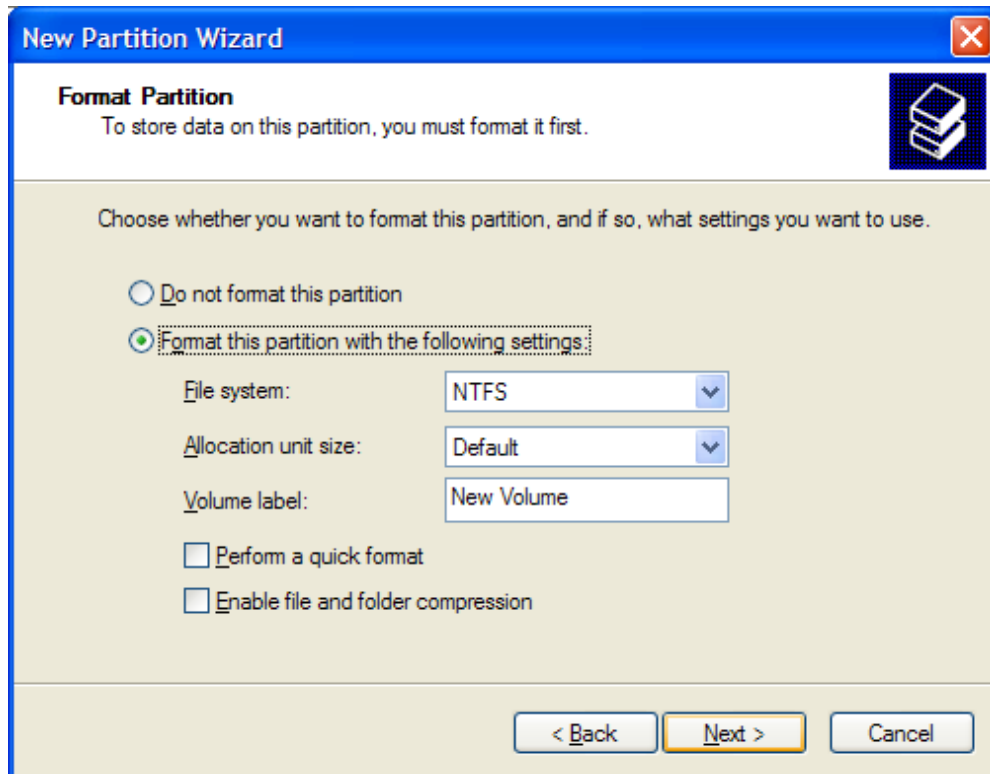 New Partition Wizard
Format Partition
To store data on this partition, you must format it first.
Choose whether you want to format this partition, and if so, what settings you want to use.
Do not format this partition
Format this partition with the following settings:
File system: NTFS
Allocation unit size: Default
Volume label: New Volume
Perform a quick format
Enable file and folder compression
< Back Next > Cancel